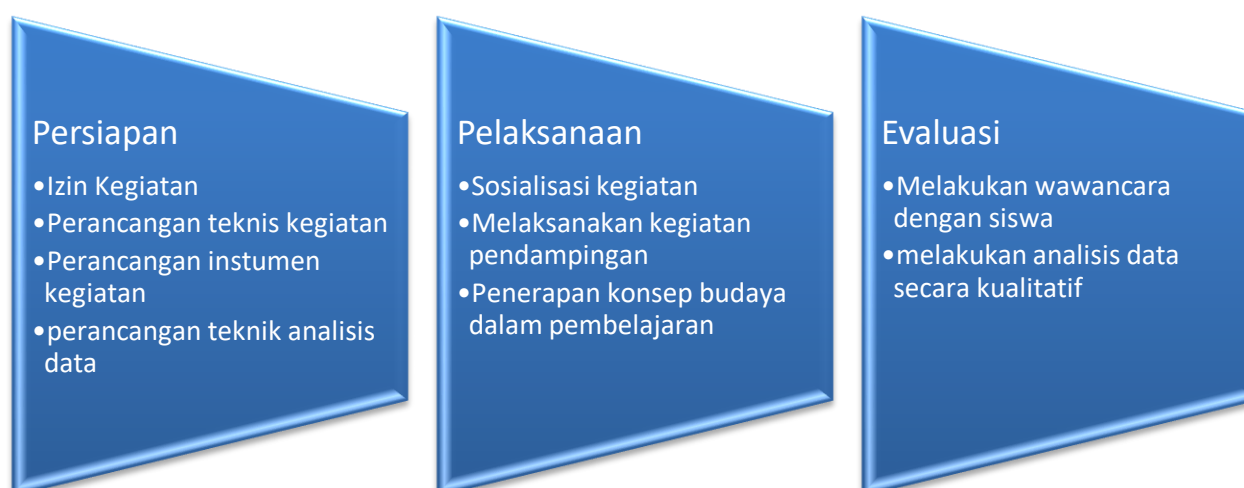 Persiapan
•Izin Kegiatan
•Perancangan teknis kegiatan
•Perancangan instumen
kegiatan
•perancangan teknik analisis
data
Pelaksanaan
•Sosialisasi kegiatan
•Melaksanakan kegiatan
pendampingan
•Penerapan konsep budaya
dalam pembelajaran
Evaluasi
•Melakukan wawancara
dengan siswa
•melakukan analisis data
secara kualitatif